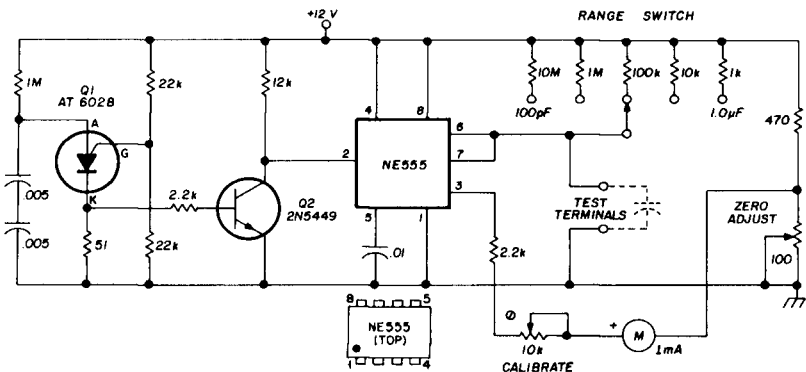 +12 V
RANGE SWITCH
1M
Q1
AT 6028
22k
12k
10M
1M
100k
10k
1k
100pF
1.0µF
470
A
G
K
4
8
6
7
3
2
5
1
NE555
.005
.005
2.2k
Q2
2N5449
51
22k
.01
2.2k
TEST
TERMINALS
ZERO
ADJUST
100
8
5
NE555
(TOP)
1
4
Ø
10k
CALIBRATE
+
M
1mA